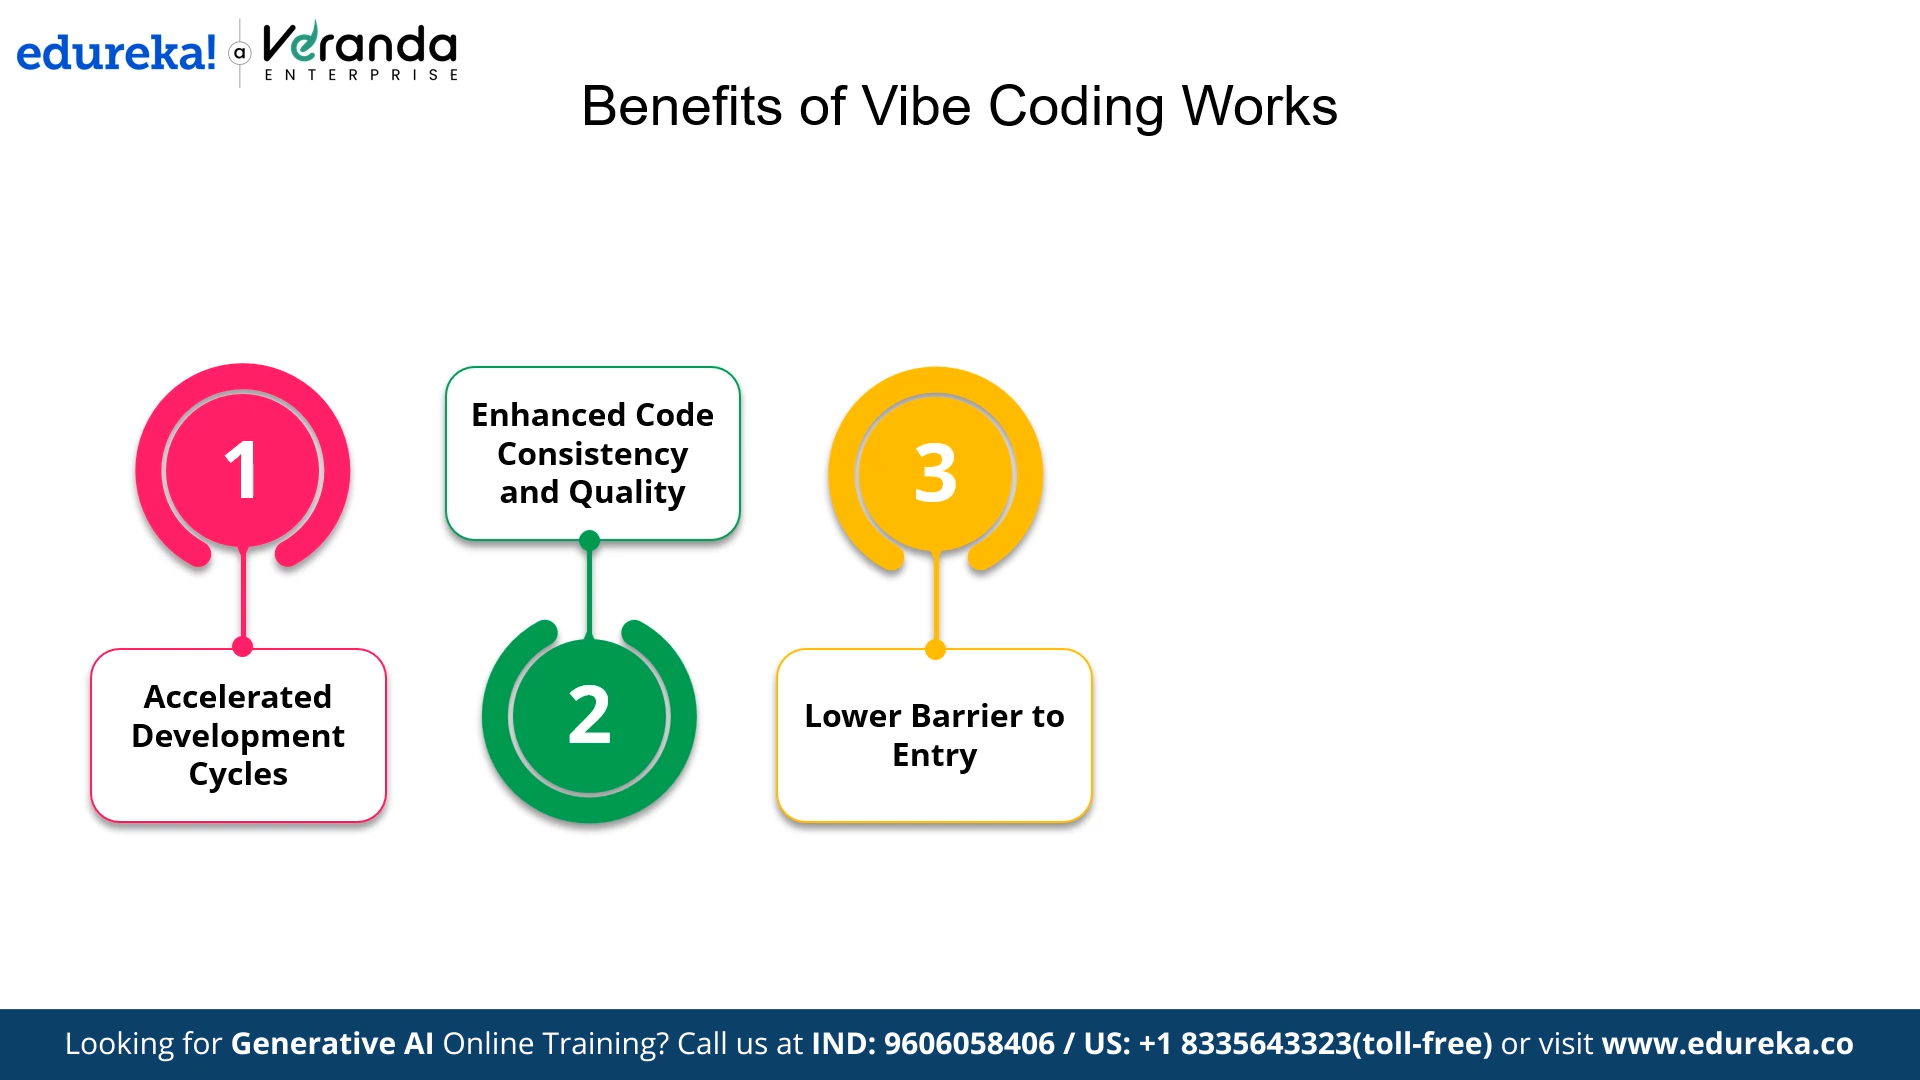 edureka!
a
Veranda
ENTERPRISE
Benefits of Vibe Coding Works
1
Accelerated
Development
Cycles
Enhanced Code
Consistency
and Quality
2
3
Lower Barrier to
Entry
Looking for Generative AI Online Training? Call us at IND: 9606058406 / US: +1 8335643323(toll-free) or visit www.edureka.co